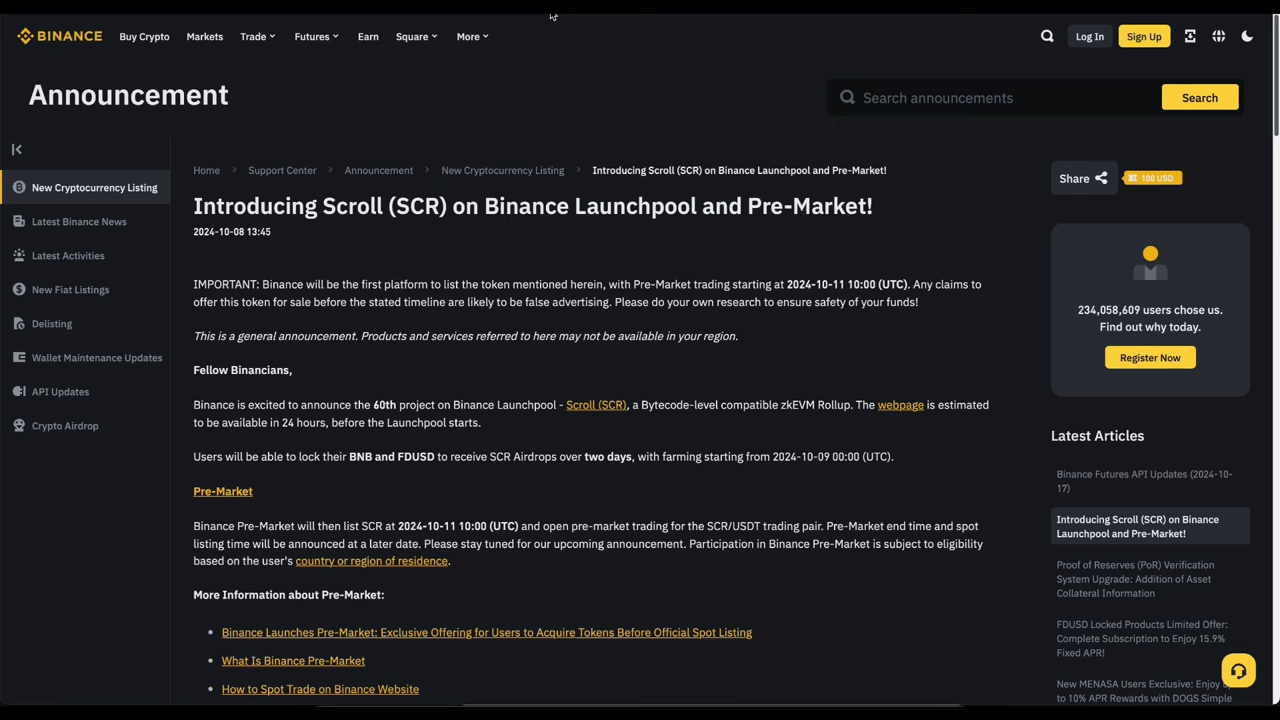 BINANCE
Buy Crypto
Markets
Trade
Futures
Earn
Square
More
Log In
Sign Up
Announcement
Search announcements
Search
New Cryptocurrency Listing
Latest Binance News
Latest Activities
New Fiat Listings
Delisting
Wallet Maintenance Updates
API Updates
Crypto Airdrop
Home > Support Center > Announcement > New Cryptocurrency Listing > Introducing Scroll (SCR) on Binance Launchpool and Pre-Market!
Introducing Scroll (SCR) on Binance Launchpool and Pre-Market!
2024-10-08 13:45
IMPORTANT: Binance will be the first platform to list the token mentioned herein, with Pre-Market trading starting at 2024-10-11 10:00 (UTC). Any claims to
offer this token for sale before the stated timeline are likely to be false advertising. Please do your own research to ensure safety of your funds!
This is a general announcement. Products and services referred to here may not be available in your region.
Fellow Binancians,
Binance is excited to announce the 60th project on Binance Launchpool - Scroll (SCR), a Bytecode-level compatible zkEVM Rollup. The webpage is estimated
to be available in 24 hours, before the Launchpool starts.
Users will be able to lock their BNB and FDUSD to receive SCR Airdrops over two days, with farming starting from 2024-10-09 00:00 (UTC).
Pre-Market
Binance Pre-Market will then list SCR at 2024-10-11 10:00 (UTC) and open pre-market trading for the SCR/USDT trading pair. Pre-Market end time and spot
listing time will be announced at a later date. Please stay tuned for our upcoming announcement. Participation in Binance Pre-Market is subject to eligibility
based on the user's country or region of residence.
More Information about Pre-Market:
• Binance Launches Pre-Market: Exclusive Offering for Users to Acquire Tokens Before Official Spot Listing
• What Is Binance Pre-Market
• How to Spot Trade on Binance Website
Share
100 USD
234,058,609 users chose us.
Find out why today.
Register Now
Latest Articles
Binance Futures API Updates (2024-10-
17)
Introducing Scroll (SCR) on Binance
Launchpool and Pre-Market!
Proof of Reserves (PoR) Verification
System Upgrade: Addition of Asset
Collateral Information
FDUSD Locked Products Limited Offer:
Complete Subscription to Enjoy 15.9%
Fixed APR!
New MENASA Users Exclusive: Enjoy
to 10% APR Rewards with DOGS Simple